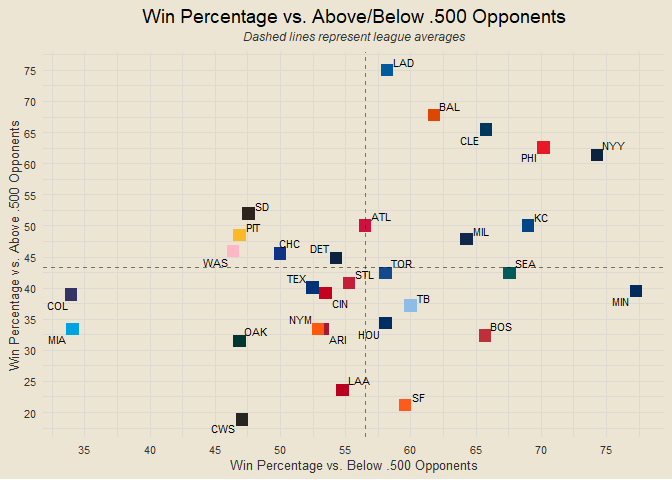 Win Percentage vs. Above/Below .500 Opponents
Dashed lines represent league averages
Win Percentage vs. Above .500 Opponents
75
70
65
60
55
50
45
40
35
30
25
20
LAD
BAL
CLE
PHI
NYY
SD
PIT
ATL
KC
WAS
CHC
DET
MIL
TOR
SEA
TEX
STL
COL
CIN
TB
MIN
NYM
MIA
OAK
ARI
HOU
BOS
LAA
SF
CWS
35
40
45
50
55
60
65
70
75
Win Percentage vs. Below .500 Opponents